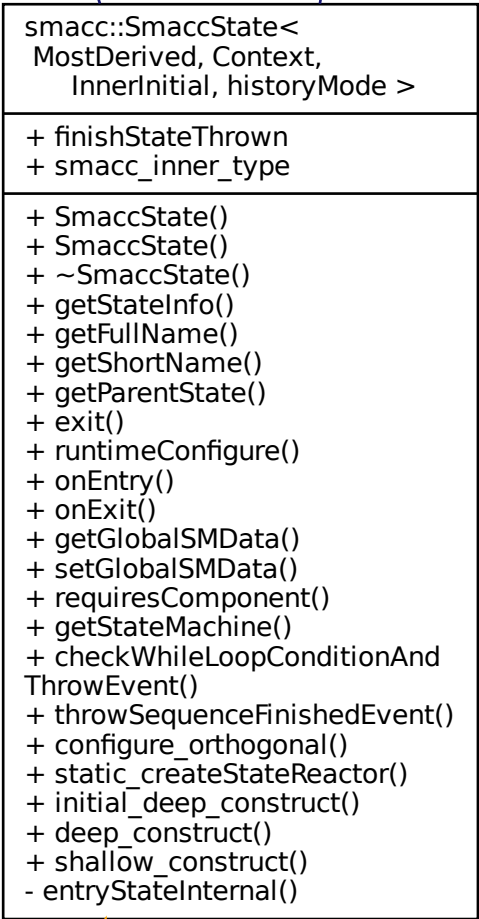 smacc::SmaccState<
MostDerived, Context,
InnerInitial, historyMode >
+ finishStateThrown
+ smacc_inner_type
+ SmaccState()
+ SmaccState()
+ ~SmaccState()
+ getStateInfo()
+ getFullName()
+ getShortName()
+ getParentState()
+ exit()
+ runtimeConfigure()
+ onEntry()
+ onExit()
+ getGlobalSMData()
+ setGlobalSMData()
+ requiresComponent()
+ getStateMachine()
+ checkWhileLoopConditionAnd
ThrowEvent()
+ throwSequenceFinishedEvent()
+ configure_orthogonal()
+ static_createStateReactor()
+ initial_deep_construct()
+ deep_construct()
+ shallow_construct()
- entryStateInternal()